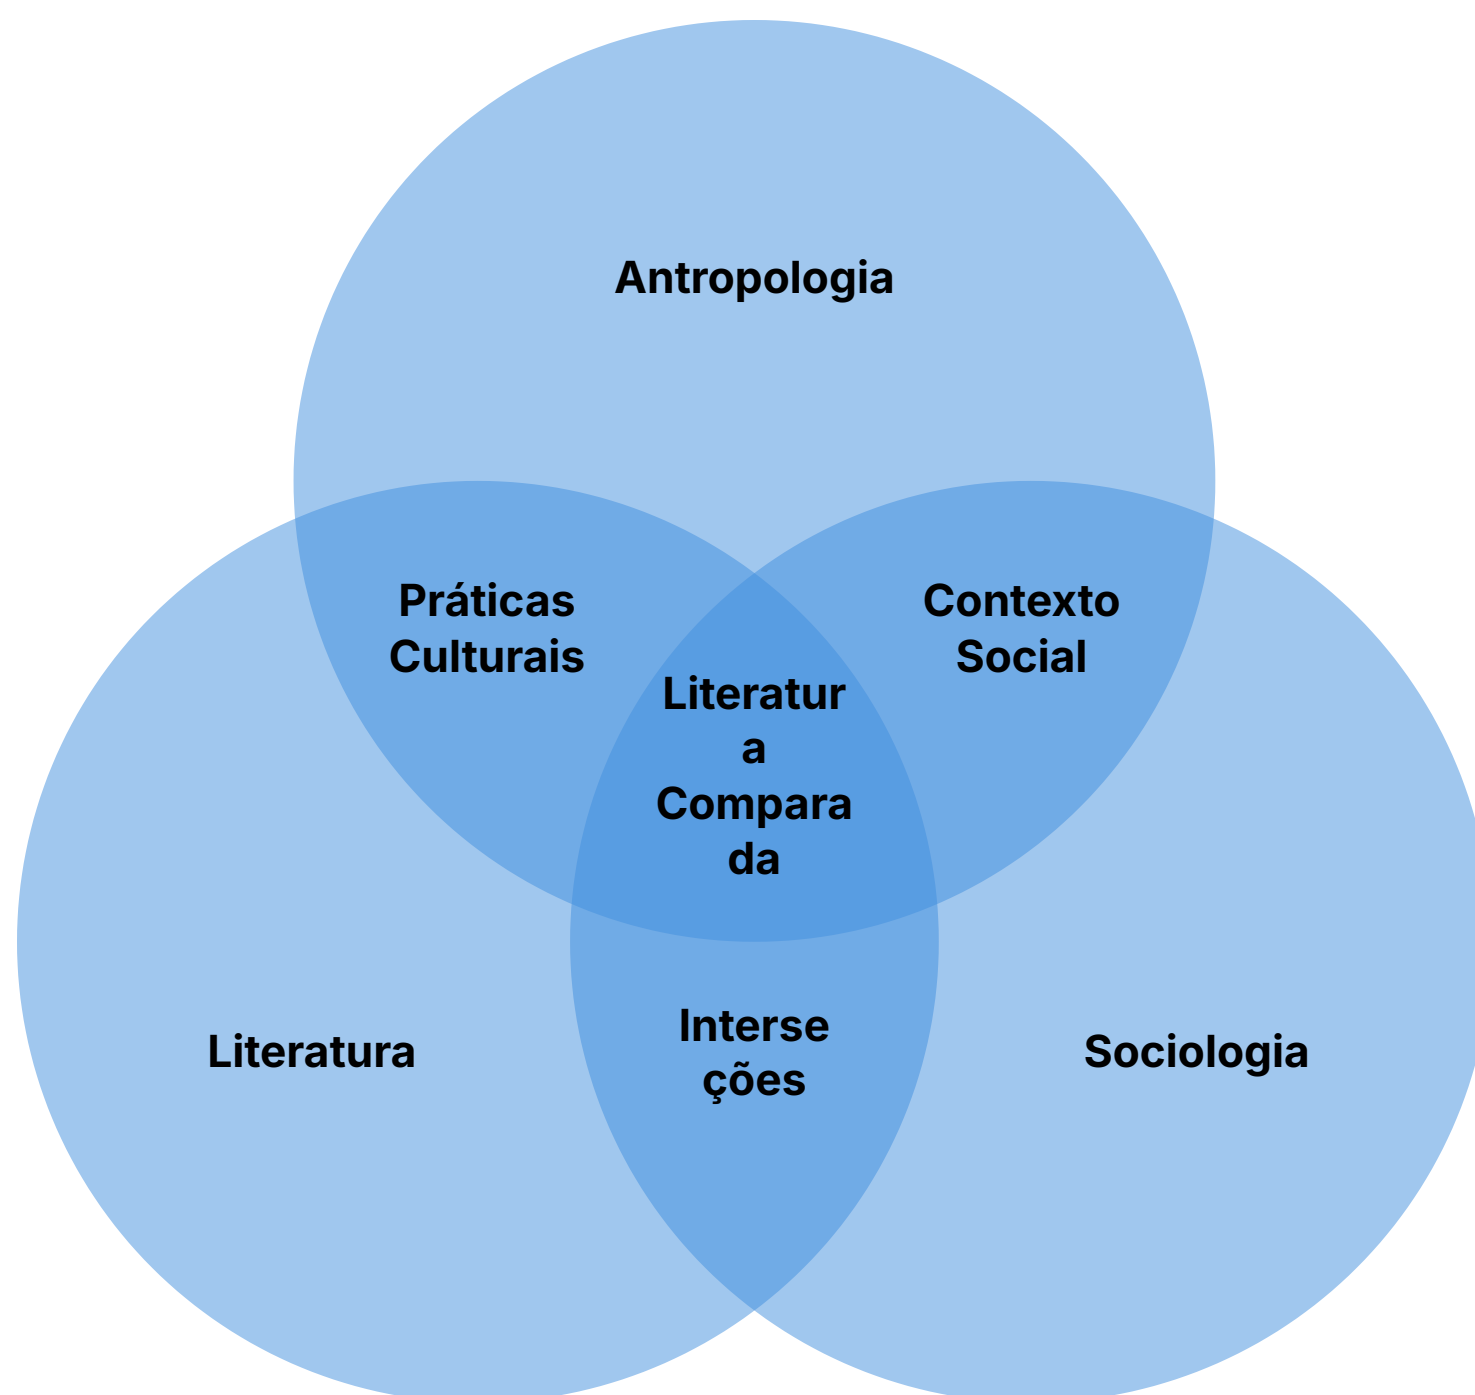 Antropologia
Práticas
Culturais
Contexto
Social
Literatur
a
Compara
da
Literatura
Interse
ções
Sociologia